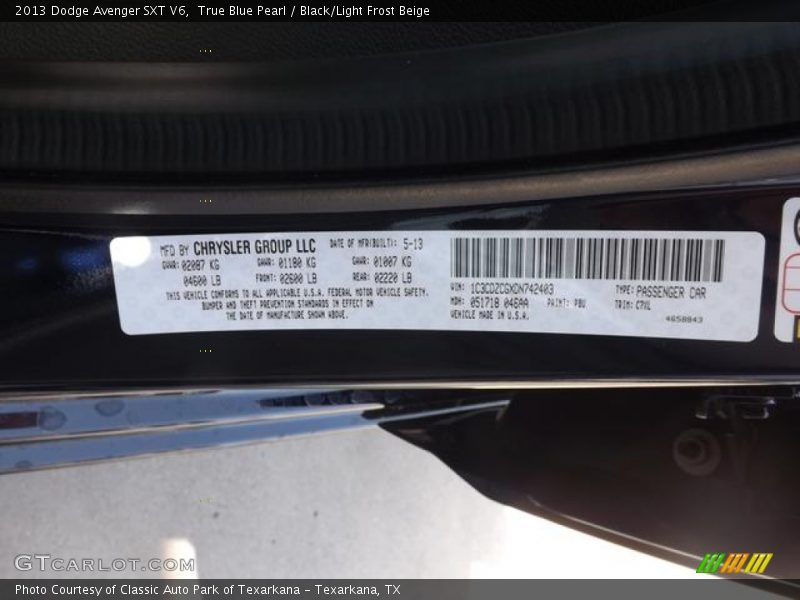 2013 Dodge Avenger SXT V6,  True Blue Pearl / Black/Light Frost Beige
MFD BY CHRYSLER GROUP LLC DATE OF MFR(BUILT): 5-13
GVWR: 02087 KG GAWR: 01180 KG GAWR: 01007 KG
04600 LB FRONT: 02600 LB REAR: 02220 LB
THIS VEHICLE CONFORMS TO ALL APPLICABLE U.S.A. FEDERAL MOTOR VEHICLE SAFETY,
BUMPER AND THEFT PREVENTION STANDARDS IN EFFECT ON
THE DATE OF MANUFACTURE SHOWN ABOVE.
VIN: 1C3CDZCGXDN742403 TYPE: PASSENGER CAR
MDH: 051718 046AA PAINT: PBU TRIM: C7XL
VEHICLE MADE IN U.S.A. 4658843
GTCARLOT.COM
Photo Courtesy of Classic Auto Park of Texarkana - Texarkana, TX